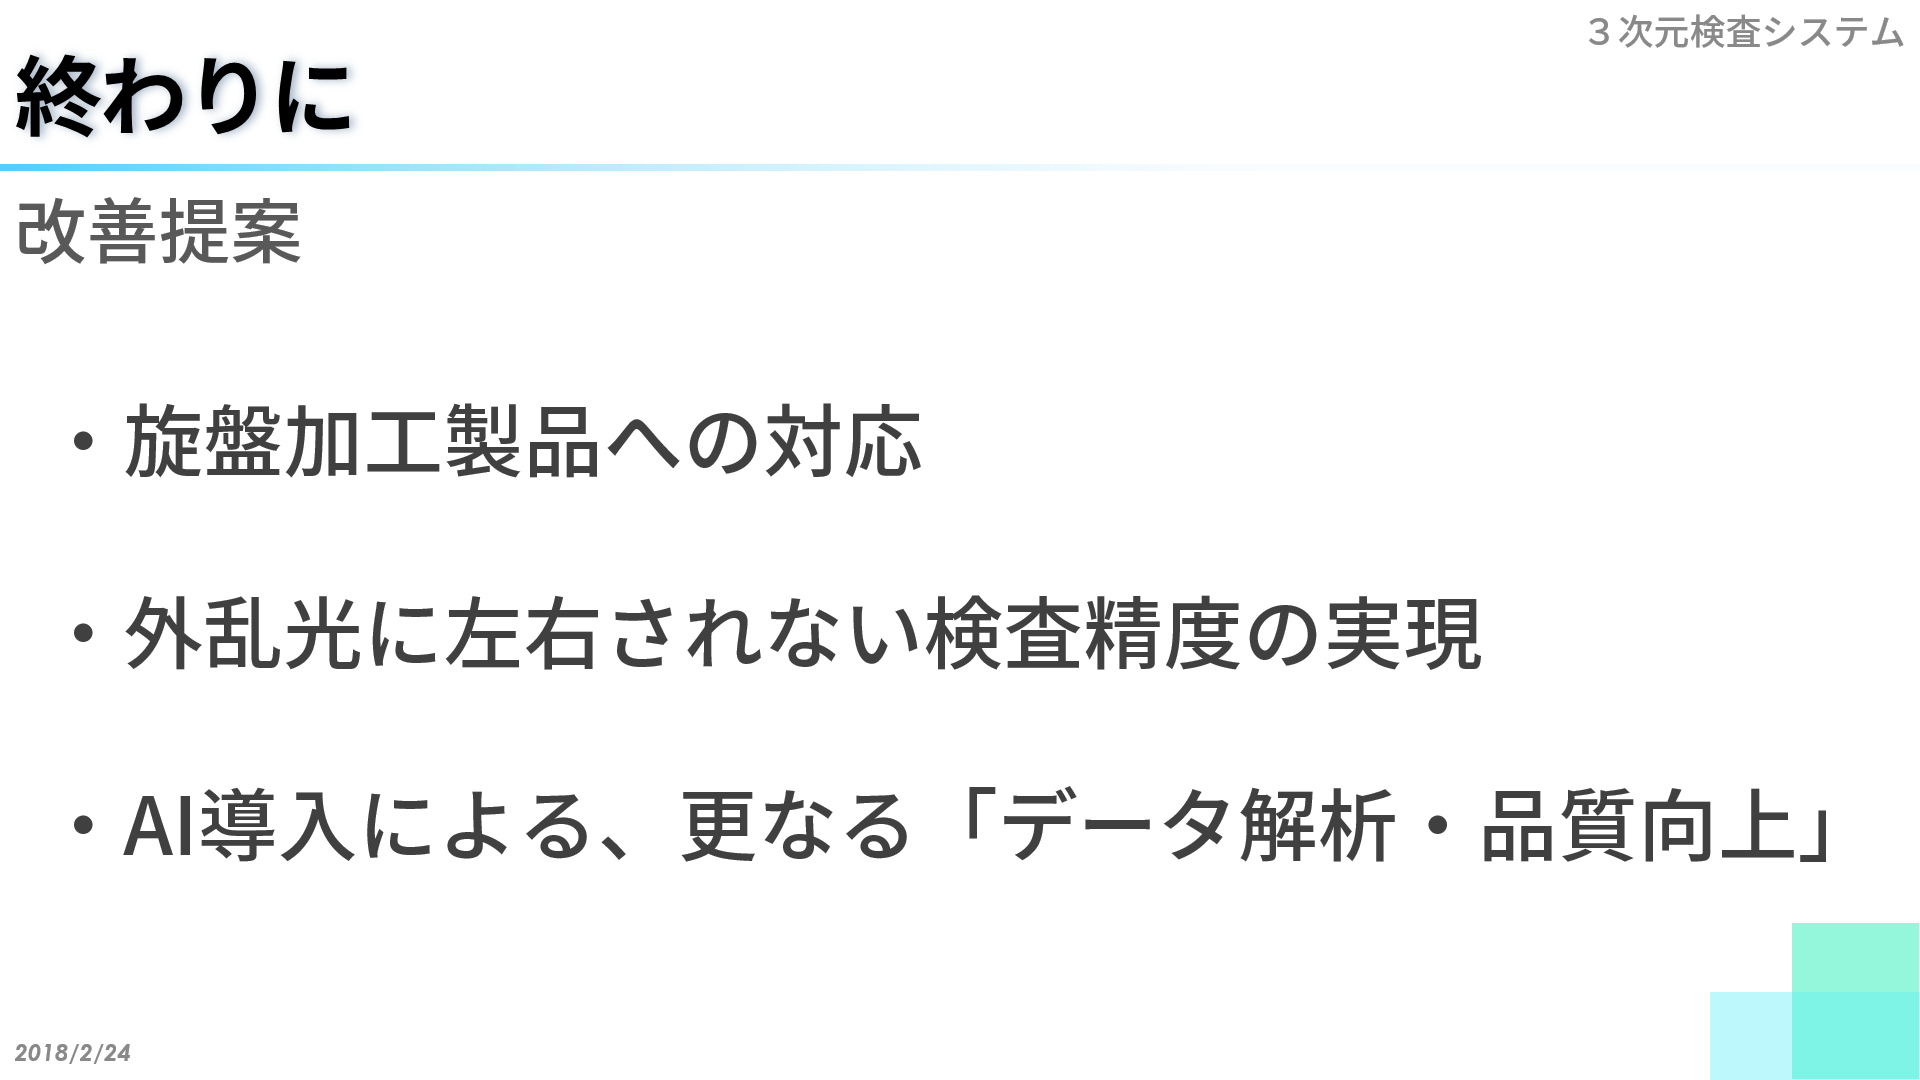 ３次元検査システム
終わりに
改善提案
・旋盤加工製品への対応
・外乱光に左右されない検査精度の実現
・AI導入による、更なる「データ解析・品質向上」
2018/2/24